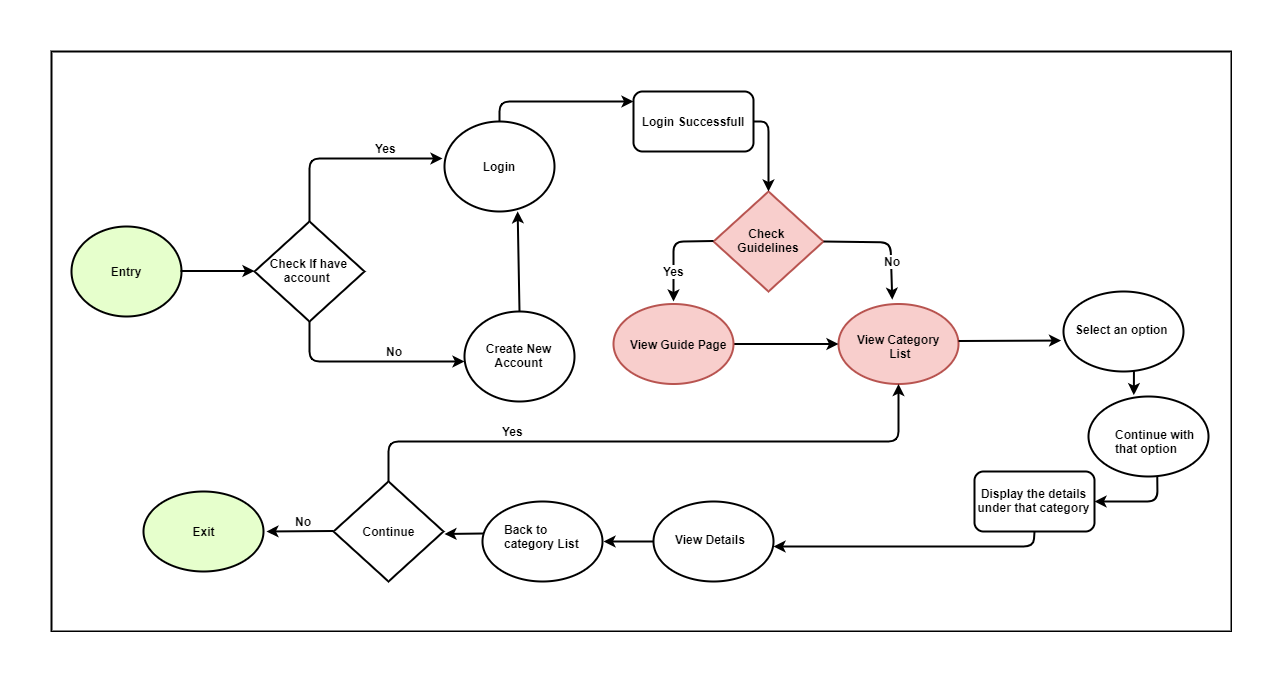 Login Successfull
Yes
Login
Check
Guidelines
Entry
Check If have
account
Yes
No
No
Create New
Account
View Guide Page
View Category
List
Select an option
Yes
Continue with
that option
Display the details
under that category
Exit
No
Continue
Back to
category List
View Details